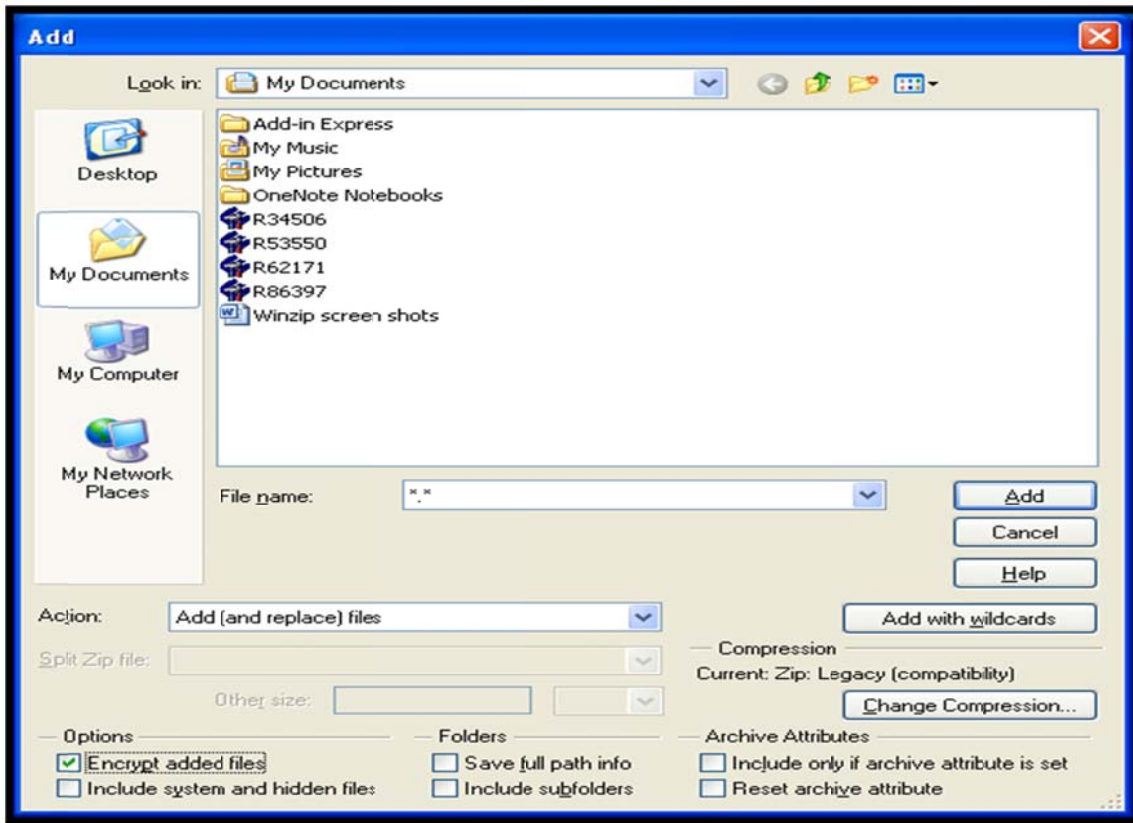 Add
Look in: My Documents
Desktop
My Documents
My Computer
My Network
Places
Add-in Express
My Music
My Pictures
OneNote Notebooks
R34506
R53550
R62171
R86397
Winzip screen shots
File name: *.*
Add
Cancel
Help
Action: Add (and replace) files
Add with wildcards
Split Zip file:
Other size:
Compression
Current: Zip: Legacy (compatibility)
Change Compression...
Options
Encrypt added files
Include system and hidden files
Folders
Save full path info
Include subfolders
Archive Attributes
Include only if archive attribute is set
Reset archive attribute